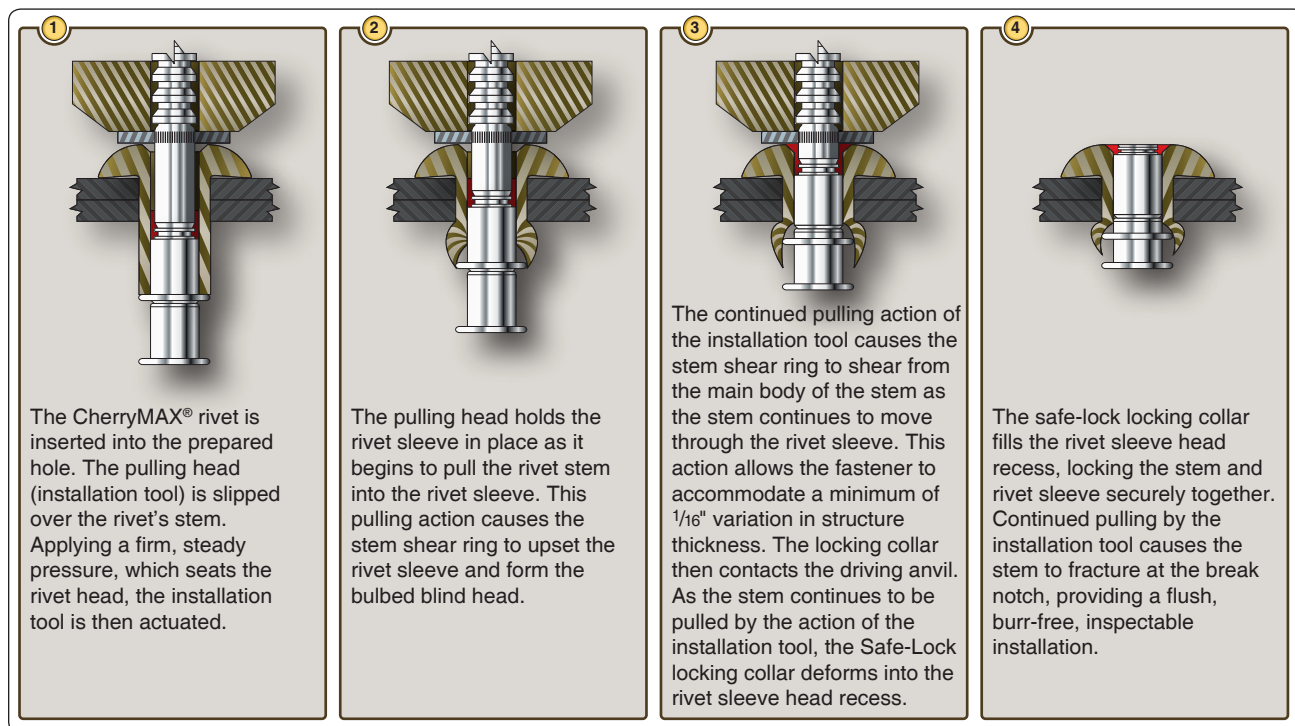 1
The CherryMAX® rivet is
inserted into the prepared
hole. The pulling head
(installation tool) is slipped
over the rivet's stem.
Applying a firm, steady
pressure, which seats the
rivet head, the installation
tool is then actuated.
2
The pulling head holds the
rivet sleeve in place as it
begins to pull the rivet stem
into the rivet sleeve. This
pulling action causes the
stem shear ring to upset the
rivet sleeve and form the
bulbed blind head.
3
The continued pulling action of
the installation tool causes the
stem shear ring to shear from
the main body of the stem as
the stem continues to move
through the rivet sleeve. This
action allows the fastener to
accommodate a minimum of
1/16" variation in structure
thickness. The locking collar
then contacts the driving anvil.
As the stem continues to be
pulled by the action of the
installation tool, the Safe-Lock
locking collar deforms into the
rivet sleeve head recess.
4
The safe-lock locking collar
fills the rivet sleeve head
recess, locking the stem and
rivet sleeve securely together.
Continued pulling by the
installation tool causes the
stem to fracture at the break
notch, providing a flush,
burr-free, inspectable
installation.